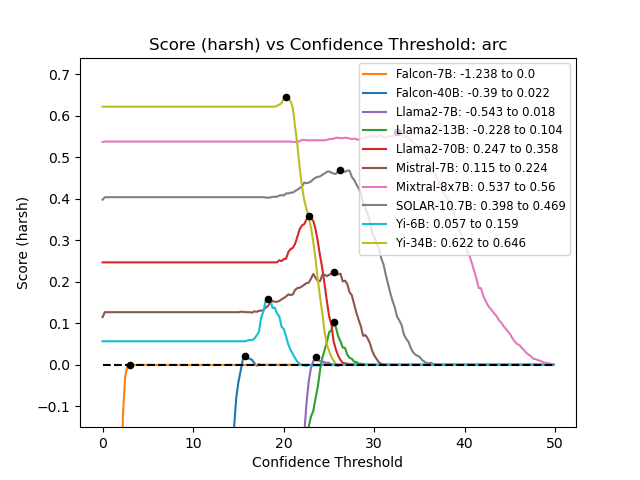 Score (harsh) vs Confidence Threshold: arc
Score (harsh)
0.7
0.6
0.5
0.4
0.3
0.2
0.1
0.0
−0.1
Falcon-7B: -1.238 to 0.0
Falcon-40B: -0.39 to 0.022
Llama2-7B: -0.543 to 0.018
Llama2-13B: -0.228 to 0.104
Llama2-70B: 0.247 to 0.358
Mistral-7B: 0.115 to 0.224
Mixtral-8x7B: 0.537 to 0.56
SOLAR-10.7B: 0.398 to 0.469
Yi-6B: 0.057 to 0.159
Yi-34B: 0.622 to 0.646
0 10 20 30 40 50
Confidence Threshold